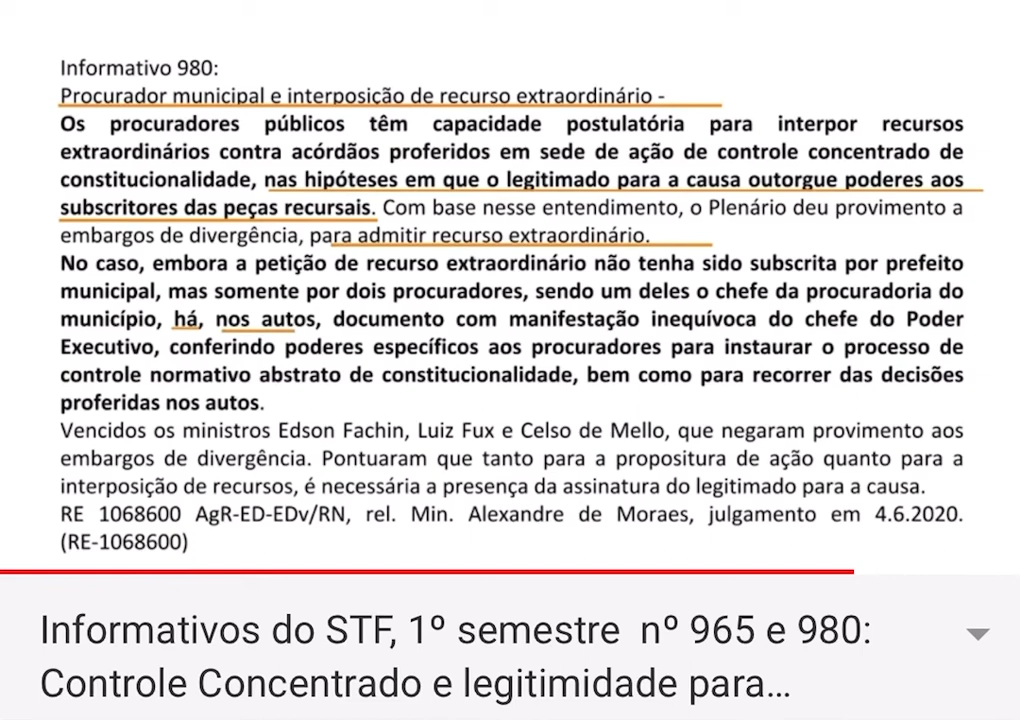 Informativo 980:
Procurador municipal e interposição de recurso extraordinário -
Os procuradores públicos têm capacidade postulatória para interpor recursos
extraordinários contra acórdãos proferidos em sede de ação de controle concentrado de
constitucionalidade, nas hipóteses em que o legitimado para a causa outorgue poderes aos
subscritores das peças recursais. Com base nesse entendimento, o Plenário deu provimento a
embargos de divergência, para admitir recurso extraordinário.
No caso, embora a petição de recurso extraordinário não tenha sido subscrita por prefeito
municipal, mas somente por dois procuradores, sendo um deles o chefe da procuradoria do
município, há, nos autos, documento com manifestação inequívoca do chefe do Poder
Executivo, conferindo poderes específicos aos procuradores para instaurar o processo de
controle normativo abstrato de constitucionalidade, bem como para recorrer das decisões
proferidas nos autos.
Vencidos os ministros Edson Fachin, Luiz Fux e Celso de Mello, que negaram provimento aos
embargos de divergência. Pontuaram que tanto para a propositura de ação quanto para a
interposição de recursos, é necessária a presença da assinatura do legitimado para a causa.
RE 1068600 AgR-ED-EDv/RN, rel. Min. Alexandre de Moraes, julgamento em 4.6.2020.
(RE-1068600)
Informativos do STF, 1º semestre nº 965 e 980:
Controle Concentrado e legitimidade para...